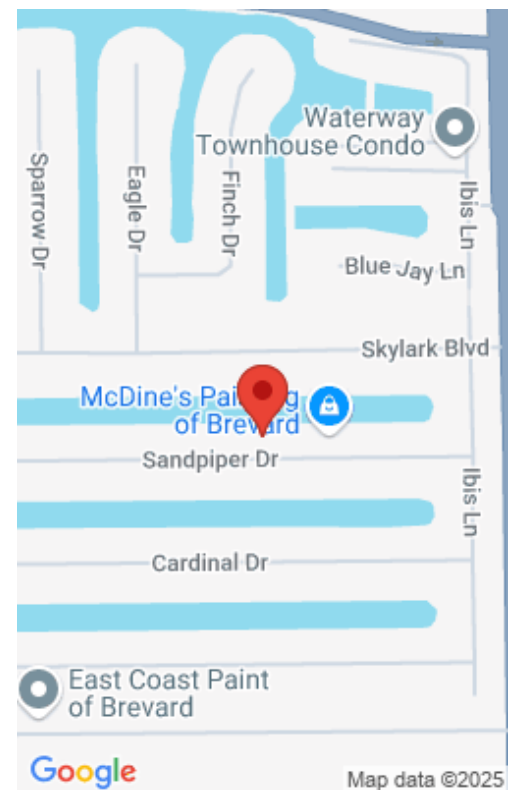 Waterway
Townhouse Condo
Sparrow Dr
Eagle Dr
Finch Dr
Ibis Ln
Blue Jay Ln
Skylark Blvd
McDine's Painting
of Brevard
Sandpiper Dr
Ibis Ln
Cardinal Dr
East Coast Paint
of Brevard
Google
Map data ©2025